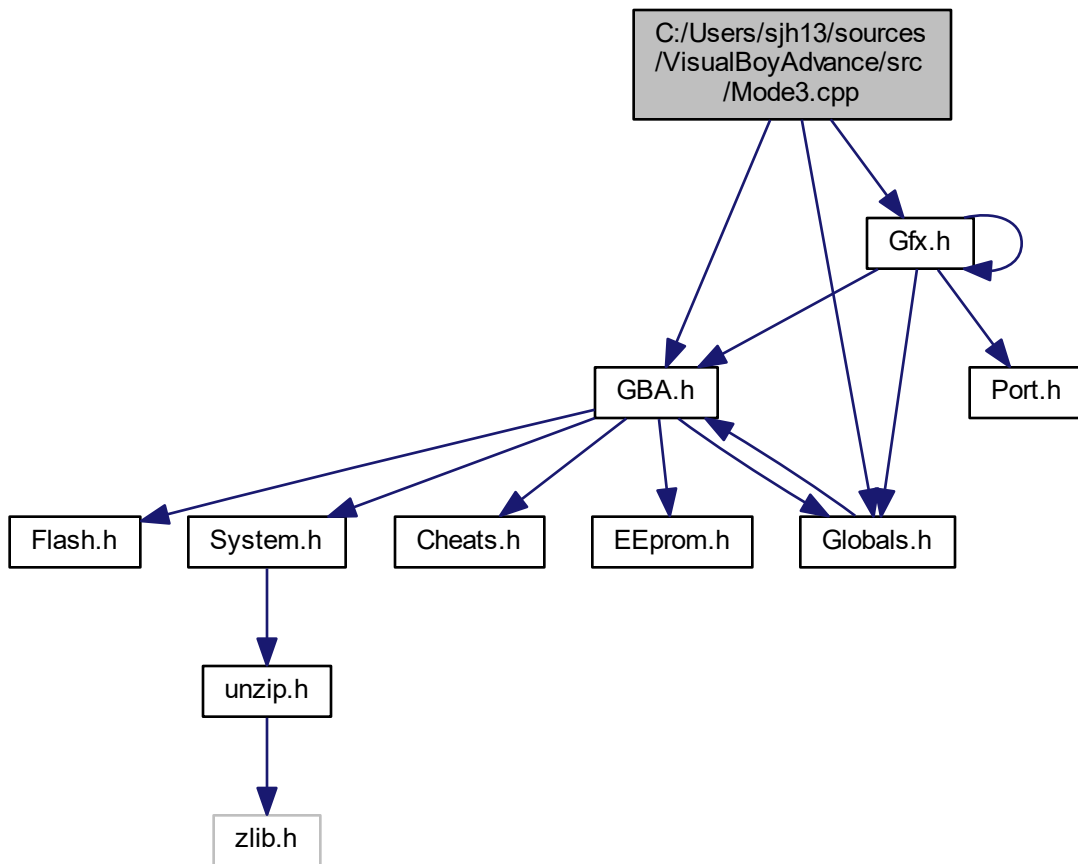 C:/Users/sjh13/sources
/VisualBoyAdvance/src
/Mode3.cpp
Gfx.h
GBA.h
Port.h
Flash.h
System.h
Cheats.h
EEprom.h
Globals.h
unzip.h
zlib.h